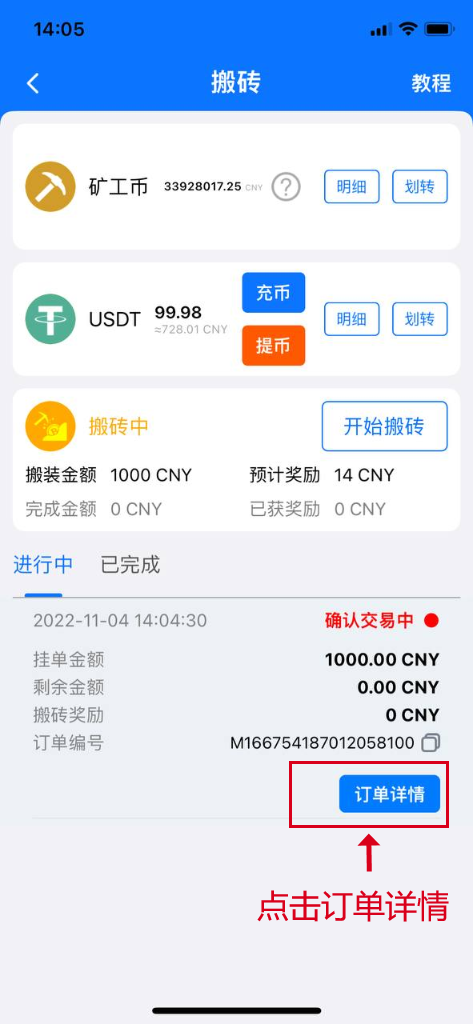 14:05
搬砖
教程
矿工币 33928017.25 CNY ? 明细 划转
充币
USDT 99.98 明细 划转
≈728.01 CNY
提币
搬砖中 开始搬砖
搬装金额 1000 CNY 预计奖励 14 CNY
完成金额 0 CNY 已获奖励 0 CNY
进行中 已完成
2022-11-04 14:04:30 确认交易中
挂单金额 1000.00 CNY
剩余金额 0.00 CNY
搬砖奖励 0 CNY
订单编号 M166754187012058100
订单详情
点击订单详情